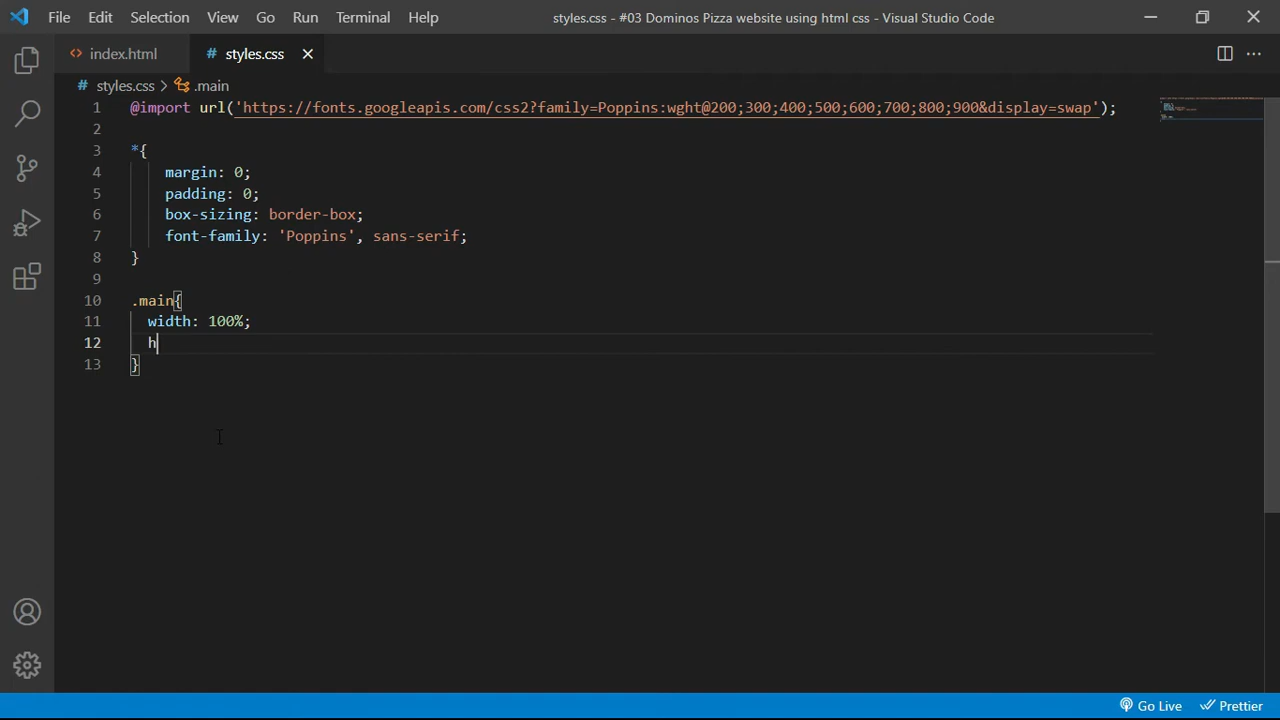 File Edit Selection View Go Run Terminal Help styles.css - #03 Dominos Pizza website using html css - Visual Studio Code
<> index.html # styles.css ×
# styles.css > .main
1 @import url('https://fonts.googleapis.com/css2?family=Poppins:wght@200;300;400;500;600;700;800;900&display=swap');
2
3 *{
4 margin: 0;
5 padding: 0;
6 box-sizing: border-box;
7 font-family: 'Poppins', sans-serif;
8 }
9
10 .main{
11 width: 100%;
12 h
13 }
Go Live Prettier